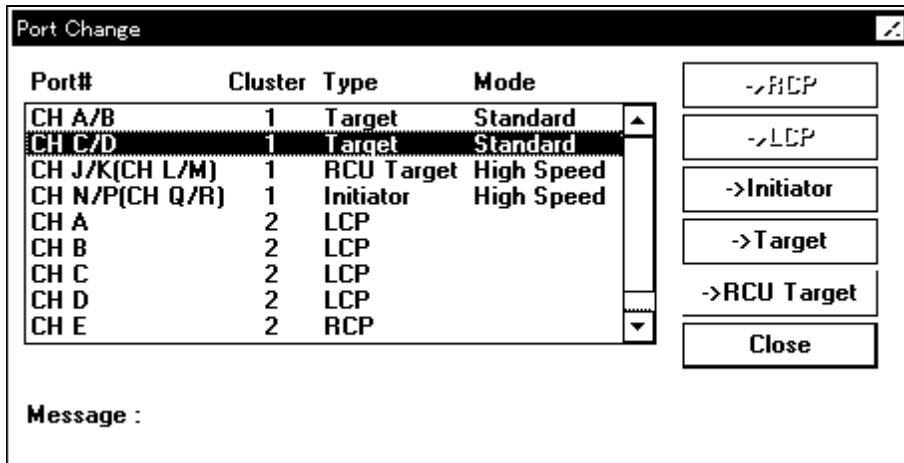 Port Change
Port# Cluster Type Mode
CH A/B 1 Target Standard
CH C/D 1 Target Standard
CH J/K(CH L/M) 1 RCU Target High Speed
CH N/P(CH Q/R) 1 Initiator High Speed
CH A 2 LCP
CH B 2 LCP
CH C 2 LCP
CH D 2 LCP
CH E 2 RCP
->RCP
->LCP
->Initiator
->Target
->RCU Target
Close
Message :